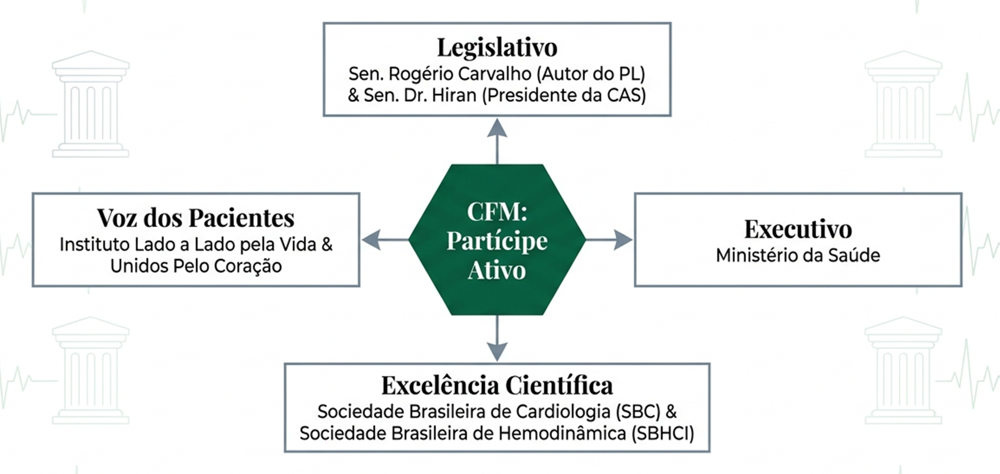 Legislativo
Sen. Rogério Carvalho (Autor do PL)
& Sen. Dr. Hiran (Presidente da CAS)
Voz dos Pacientes
Instituto Lado a Lado pela Vida &
Unidos Pelo Coração
CFM:
Partícipe
Ativo
Executivo
Ministério da Saúde
Excelência Científica
Sociedade Brasileira de Cardiologia (SBC) &
Sociedade Brasileira de Hemodinâmica (SBHCI)